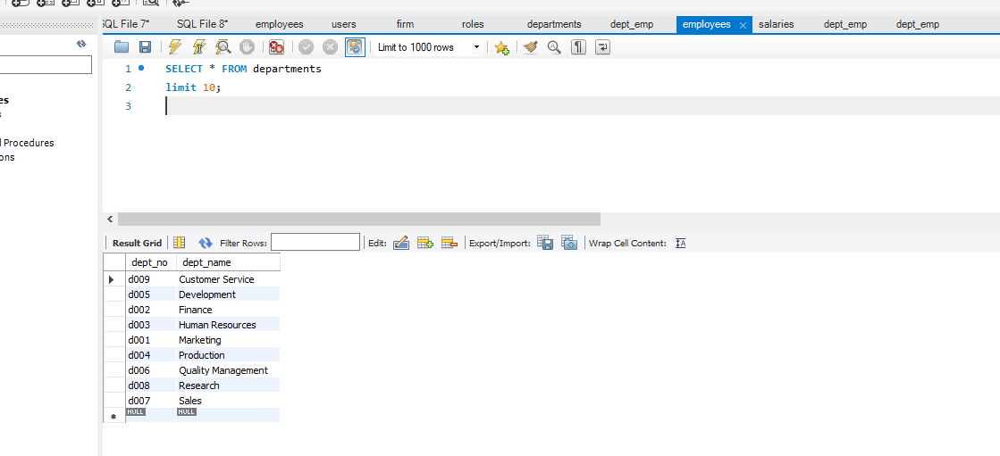 SQL File 7* SQL File 8* employees users firm roles departments dept_emp employees × salaries dept_emp dept_emp
Limit to 1000 rows
1 SELECT * FROM departments
2 limit 10;
3
es
s
l Procedures
ons
Result Grid Filter Rows: Edit: Export/Import: Wrap Cell Content:
dept_no dept_name
d009 Customer Service
d005 Development
d002 Finance
d003 Human Resources
d001 Marketing
d004 Production
d006 Quality Management
d008 Research
d007 Sales
NULL NULL